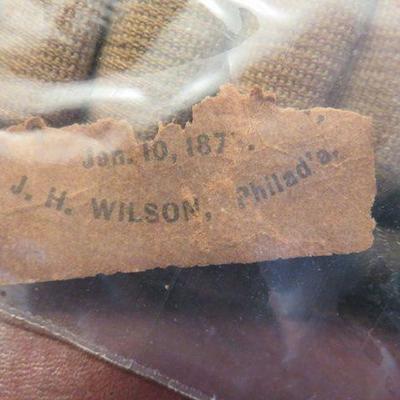 Jan. 10, 187
J. H. WILSON, Philad'a.